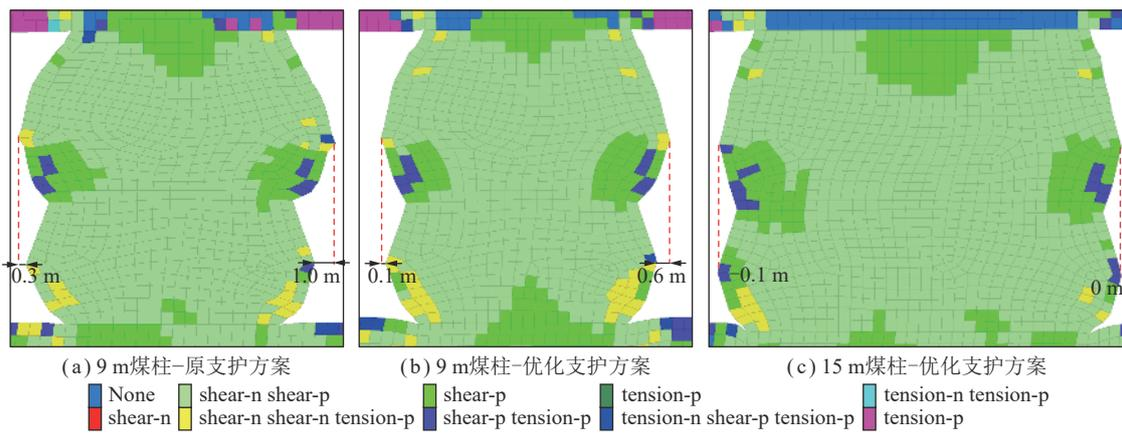 0.3 m 1.0 m 0.1 m 0.6 m −0.1 m 0 m
(a) 9 m煤柱−原支护方案 (b) 9 m煤柱−优化支护方案 (c) 15 m煤柱−优化支护方案
None shear-n shear-p shear-p tension-p tension-n tension-p
shear-n shear-n shear-n tension-p shear-p tension-p tension-n shear-p tension-p tension-p